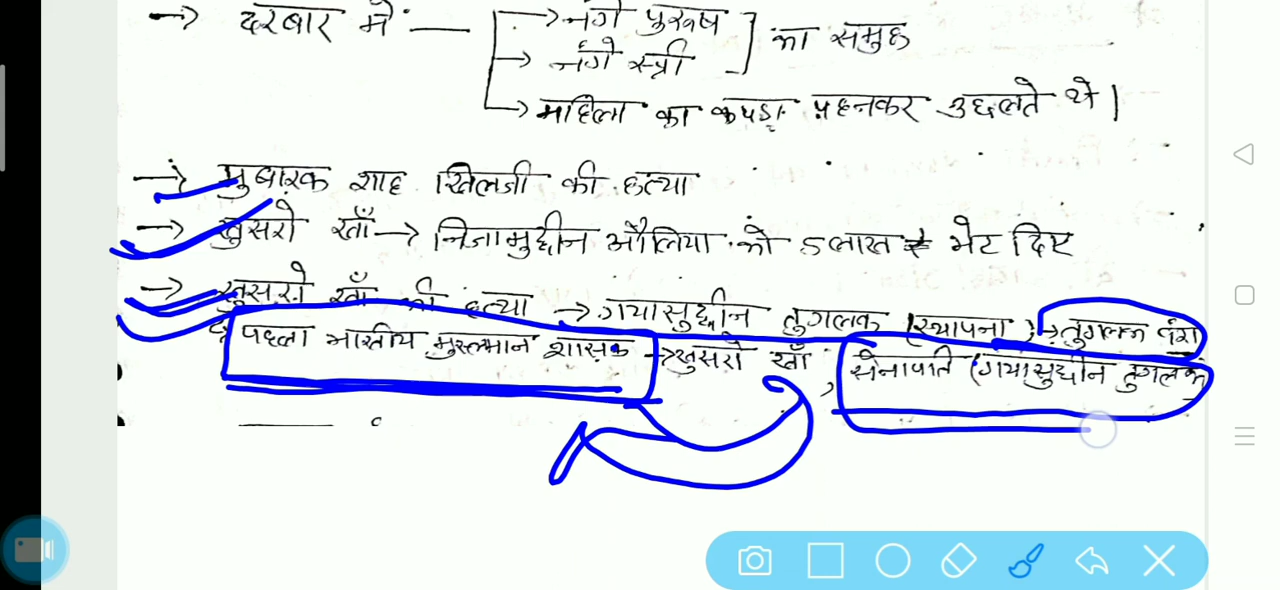 → दरबार में — → नंगे पुरुष
→ नंगे स्त्री ] का समुह
→ महिला का कपड़ा पहनकर उछलते थे।
→ मुबारक शाह खिलजी की हत्या
→ खुसरो खाँ → निजामुद्दीन औलिया को 5 लाख ₹ भेट दिए
→ खुसरो खाँ की हत्या → गयासुद्दीन तुगलक (स्थापना) → तुगलक वंश
पहला भारतीय मुस्लमान शासक → खुसरो खाँ, सेनापति (गयासुद्दीन तुगलक